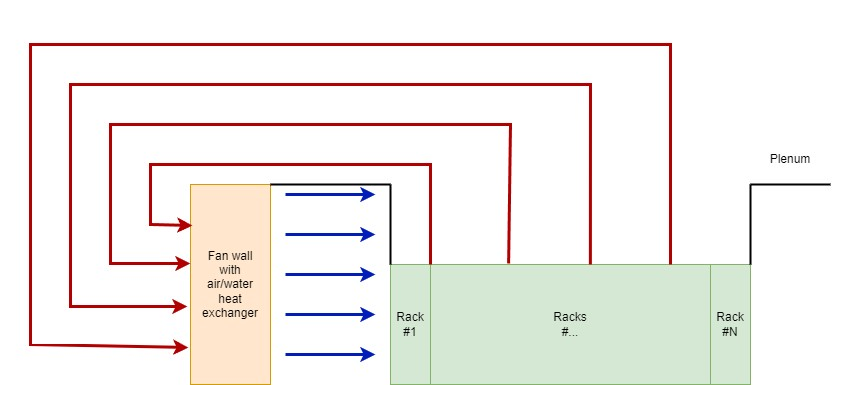 Plenum
Fan wall
with
air/water
heat
exchanger
Rack
#1
Racks
#...
Rack
#N